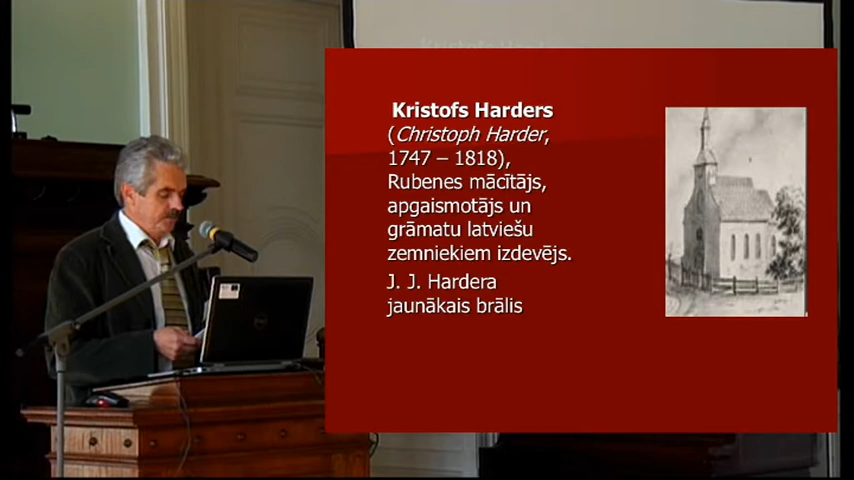 Kristofs Harders
(Christoph Harder,
1747 – 1818),
Rubenes mācītājs,
apgaismotājs un
grāmatu latviešu
zemniekiem izdevējs.
J. J. Hardera
jaunākais brālis